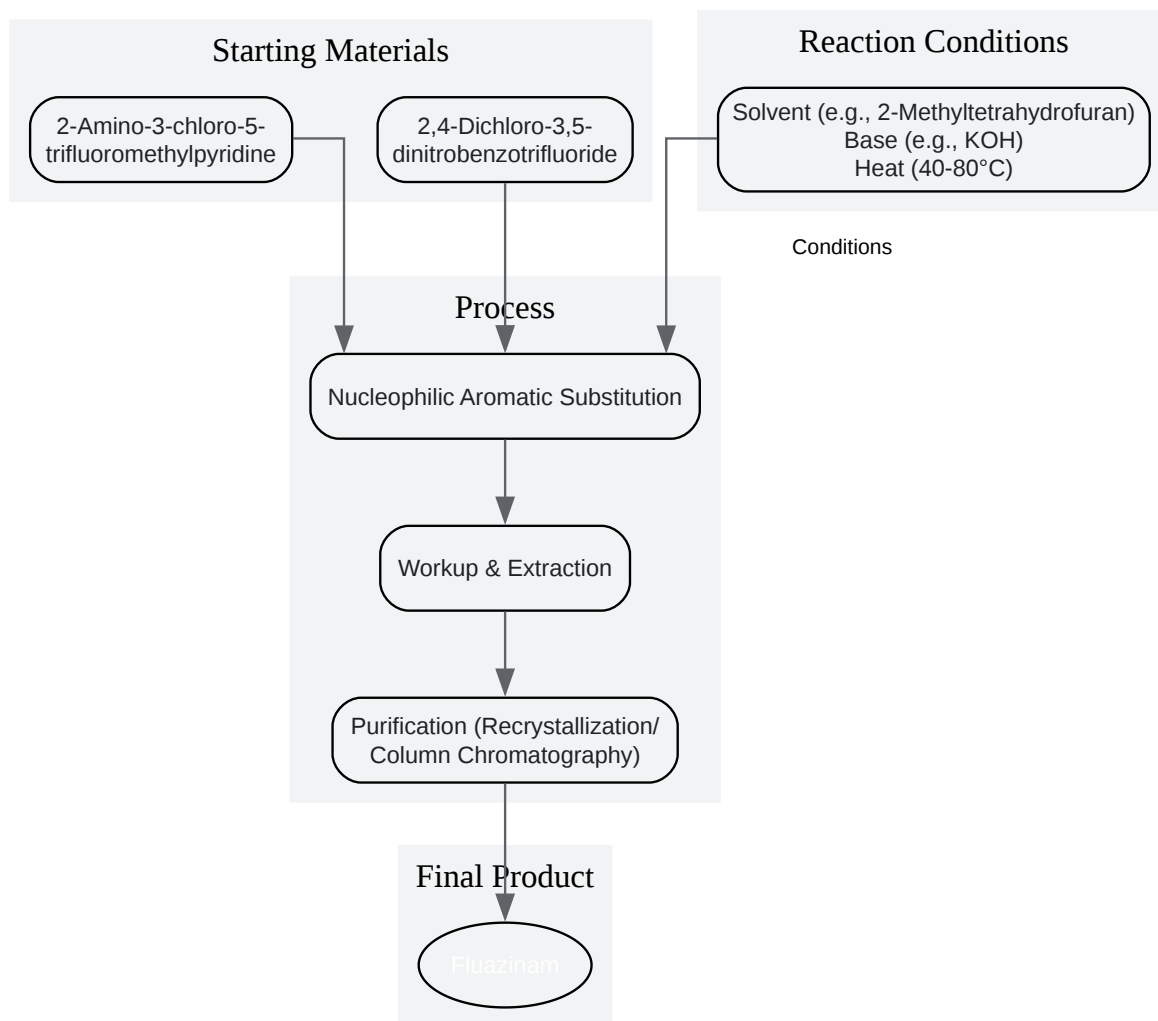 Starting Materials
2-Amino-3-chloro-5-
trifluoromethylpyridine
2,4-Dichloro-3,5-
dinitrobenzotrifluoride
Reaction Conditions
Solvent (e.g., 2-Methyltetrahydrofuran)
Base (e.g., KOH)
Heat (40-80°C)
Conditions
Process
Nucleophilic Aromatic Substitution
Workup & Extraction
Purification (Recrystallization/
Column Chromatography)
Final Product
Fluazinam